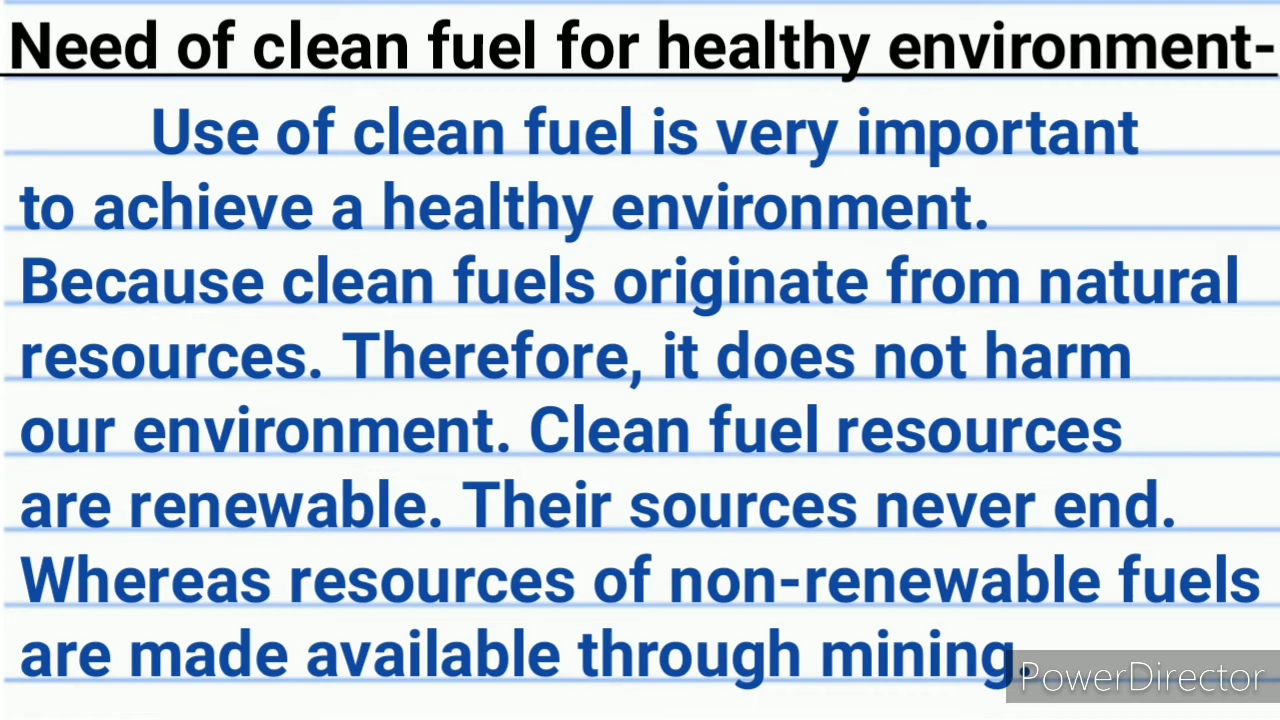 Need of clean fuel for healthy environment-
Use of clean fuel is very important
to achieve a healthy environment.
Because clean fuels originate from natural
resources. Therefore, it does not harm
our environment. Clean fuel resources
are renewable. Their sources never end.
Whereas resources of non-renewable fuels
are made available through mining.
PowerDirector